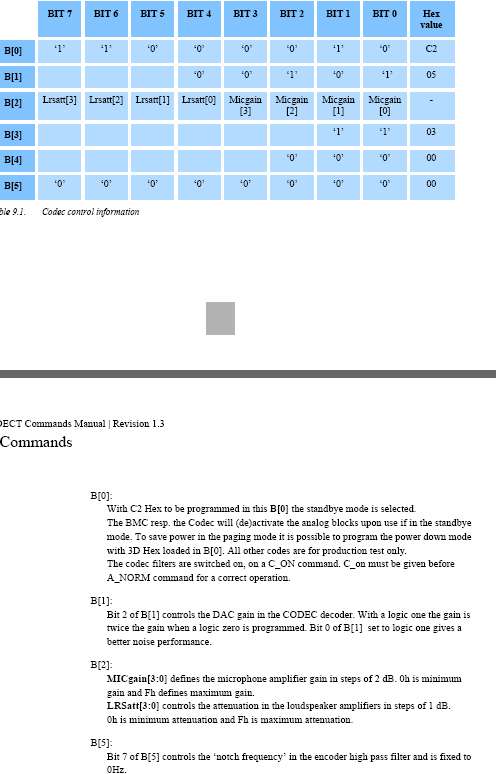 BIT 7 BIT 6 BIT 5 BIT 4 BIT 3 BIT 2 BIT 1 BIT 0 Hex value
B[0] ‘1’ ‘1’ ‘0’ ‘0’ ‘0’ ‘0’ ‘1’ ‘0’ C2
B[1] ‘0’ ‘0’ ‘1’ ‘0’ ‘1’ 05
B[2] Lrsatt[3] Lrsatt[2] Lrsatt[1] Lrsatt[0] Micgain [3] Micgain [2] Micgain [1] Micgain [0] -
B[3] ‘1’ ‘1’ 03
B[4] ‘0’ ‘0’ ‘0’ 00
B[5] ‘0’ ‘0’ ‘0’ ‘0’ ‘0’ ‘0’ ‘0’ ‘0’ 00
ble 9.1. Codec control information
DECT Commands Manual | Revision 1.3
Commands
B[0]:
With C2 Hex to be programmed in this B[0] the standbye mode is selected.
The BMC resp. the Codec will (de)activate the analog blocks upon use if in the standbye
mode. To save power in the paging mode it is possible to program the power down mode
with 3D Hex loaded in B[0]. All other codes are for production test only.
The codec filters are switched on, on a C_ON command. C_on must be given before
A_NORM command for a correct operation.
B[1]:
Bit 2 of B[1] controls the DAC gain in the CODEC decoder. With a logic one the gain is
twice the gain when a logic zero is programmed. Bit 0 of B[1] set to logic one gives a
better noise performance.
B[2]:
MICgain[3:0] defines the microphone amplifier gain in steps of 2 dB. 0h is minimum
gain and Fh defines maximum gain.
LRSatt[3:0] controls the attenuation in the loudspeaker amplifiers in steps of 1 dB.
0h is minimum attenuation and Fh is maximum attenuation.
B[5]:
Bit 7 of B[5] controls the ‘notch frequency’ in the encoder high pass filter and is fixed to
0Hz.